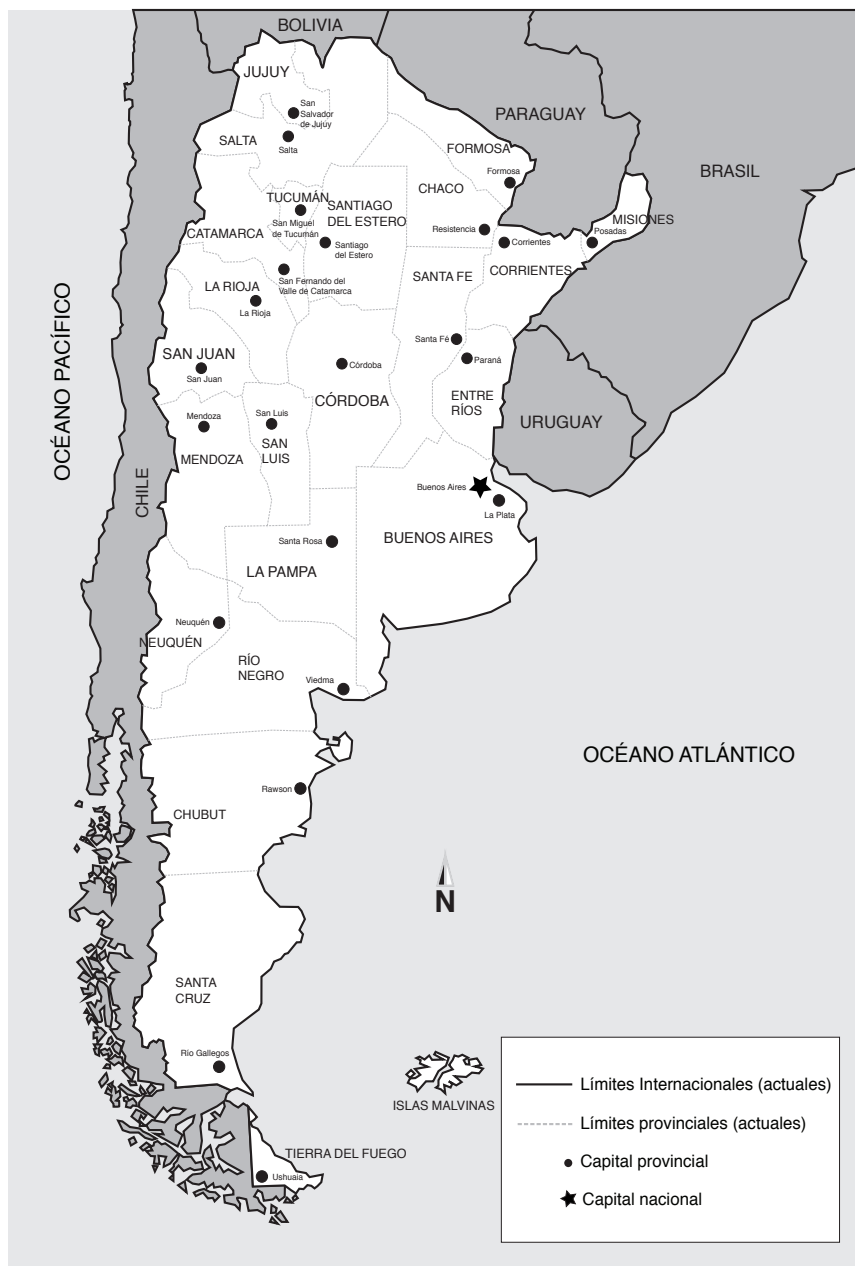 BOLIVIA
JUJUY
San
Salvador
de Jujúy
PARAGUAY
SALTA
Salta
FORMOSA
Formosa
BRASIL
CHACO
TUCUMÁN
SANTIAGO
DEL ESTERO
San Miguel
de Tucumán
MISIONES
Posadas
Resistencia
Corrientes
CATAMARCA
Santiago
del Estero
SANTA FE
CORRIENTES
LA RIOJA
San Fernando del
Valle de Catamarca
La Rioja
OCÉANO PACÍFICO
Santa Fé
SAN JUAN
San Juan
Córdoba
Paraná
CÓRDOBA
ENTRE
RÍOS
Mendoza
San Luis
URUGUAY
MENDOZA
SAN
LUIS
CHILE
Buenos Aires
La Plata
BUENOS AIRES
Santa Rosa
LA PAMPA
Neuquén
NEUQUÉN
RÍO
NEGRO
Viedma
OCÉANO ATLÁNTICO
Rawson
CHUBUT
N
SANTA
CRUZ
Río Gallegos
ISLAS MALVINAS
TIERRA DEL FUEGO
Ushuaia
Límites Internacionales (actuales)
Límites provinciales (actuales)
Capital provincial
Capital nacional